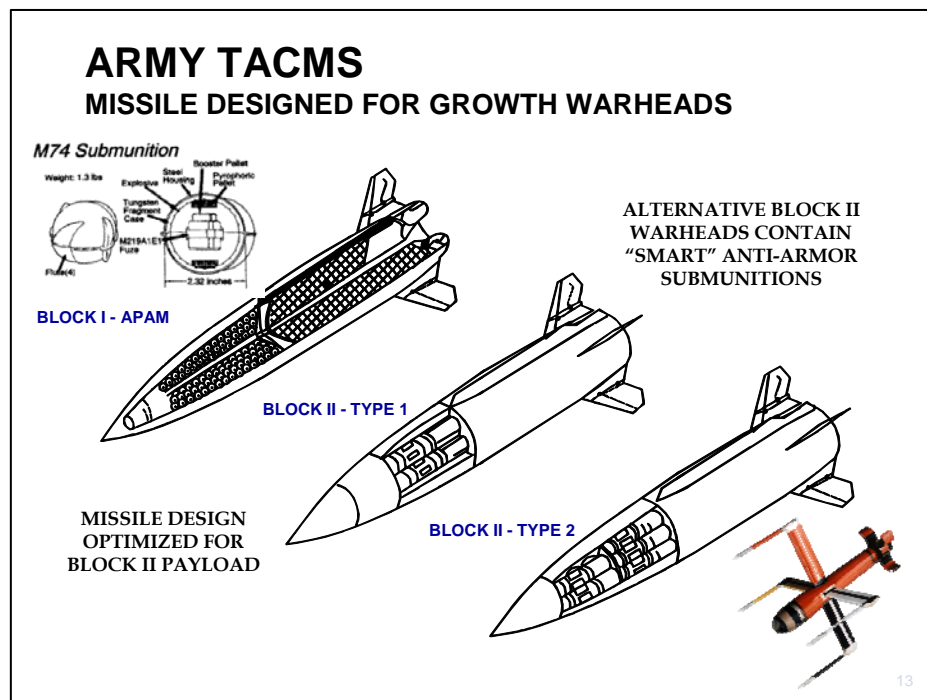 ARMY TACMS
MISSILE DESIGNED FOR GROWTH WARHEADS
M74 Submunition
Weight: 1.3 lbs
Explosive
Steel
Housing
Booster Pellet
Pyrophoric
Pellet
Tungsten
Fragment
Case
M219A1E1
Fuze
Flute(4)
2.32 inches
BLOCK I - APAM
ALTERNATIVE BLOCK II
WARHEADS CONTAIN
“SMART” ANTI-ARMOR
SUBMUNITIONS
BLOCK II - TYPE 1
MISSILE DESIGN
OPTIMIZED FOR
BLOCK II PAYLOAD
BLOCK II - TYPE 2
13